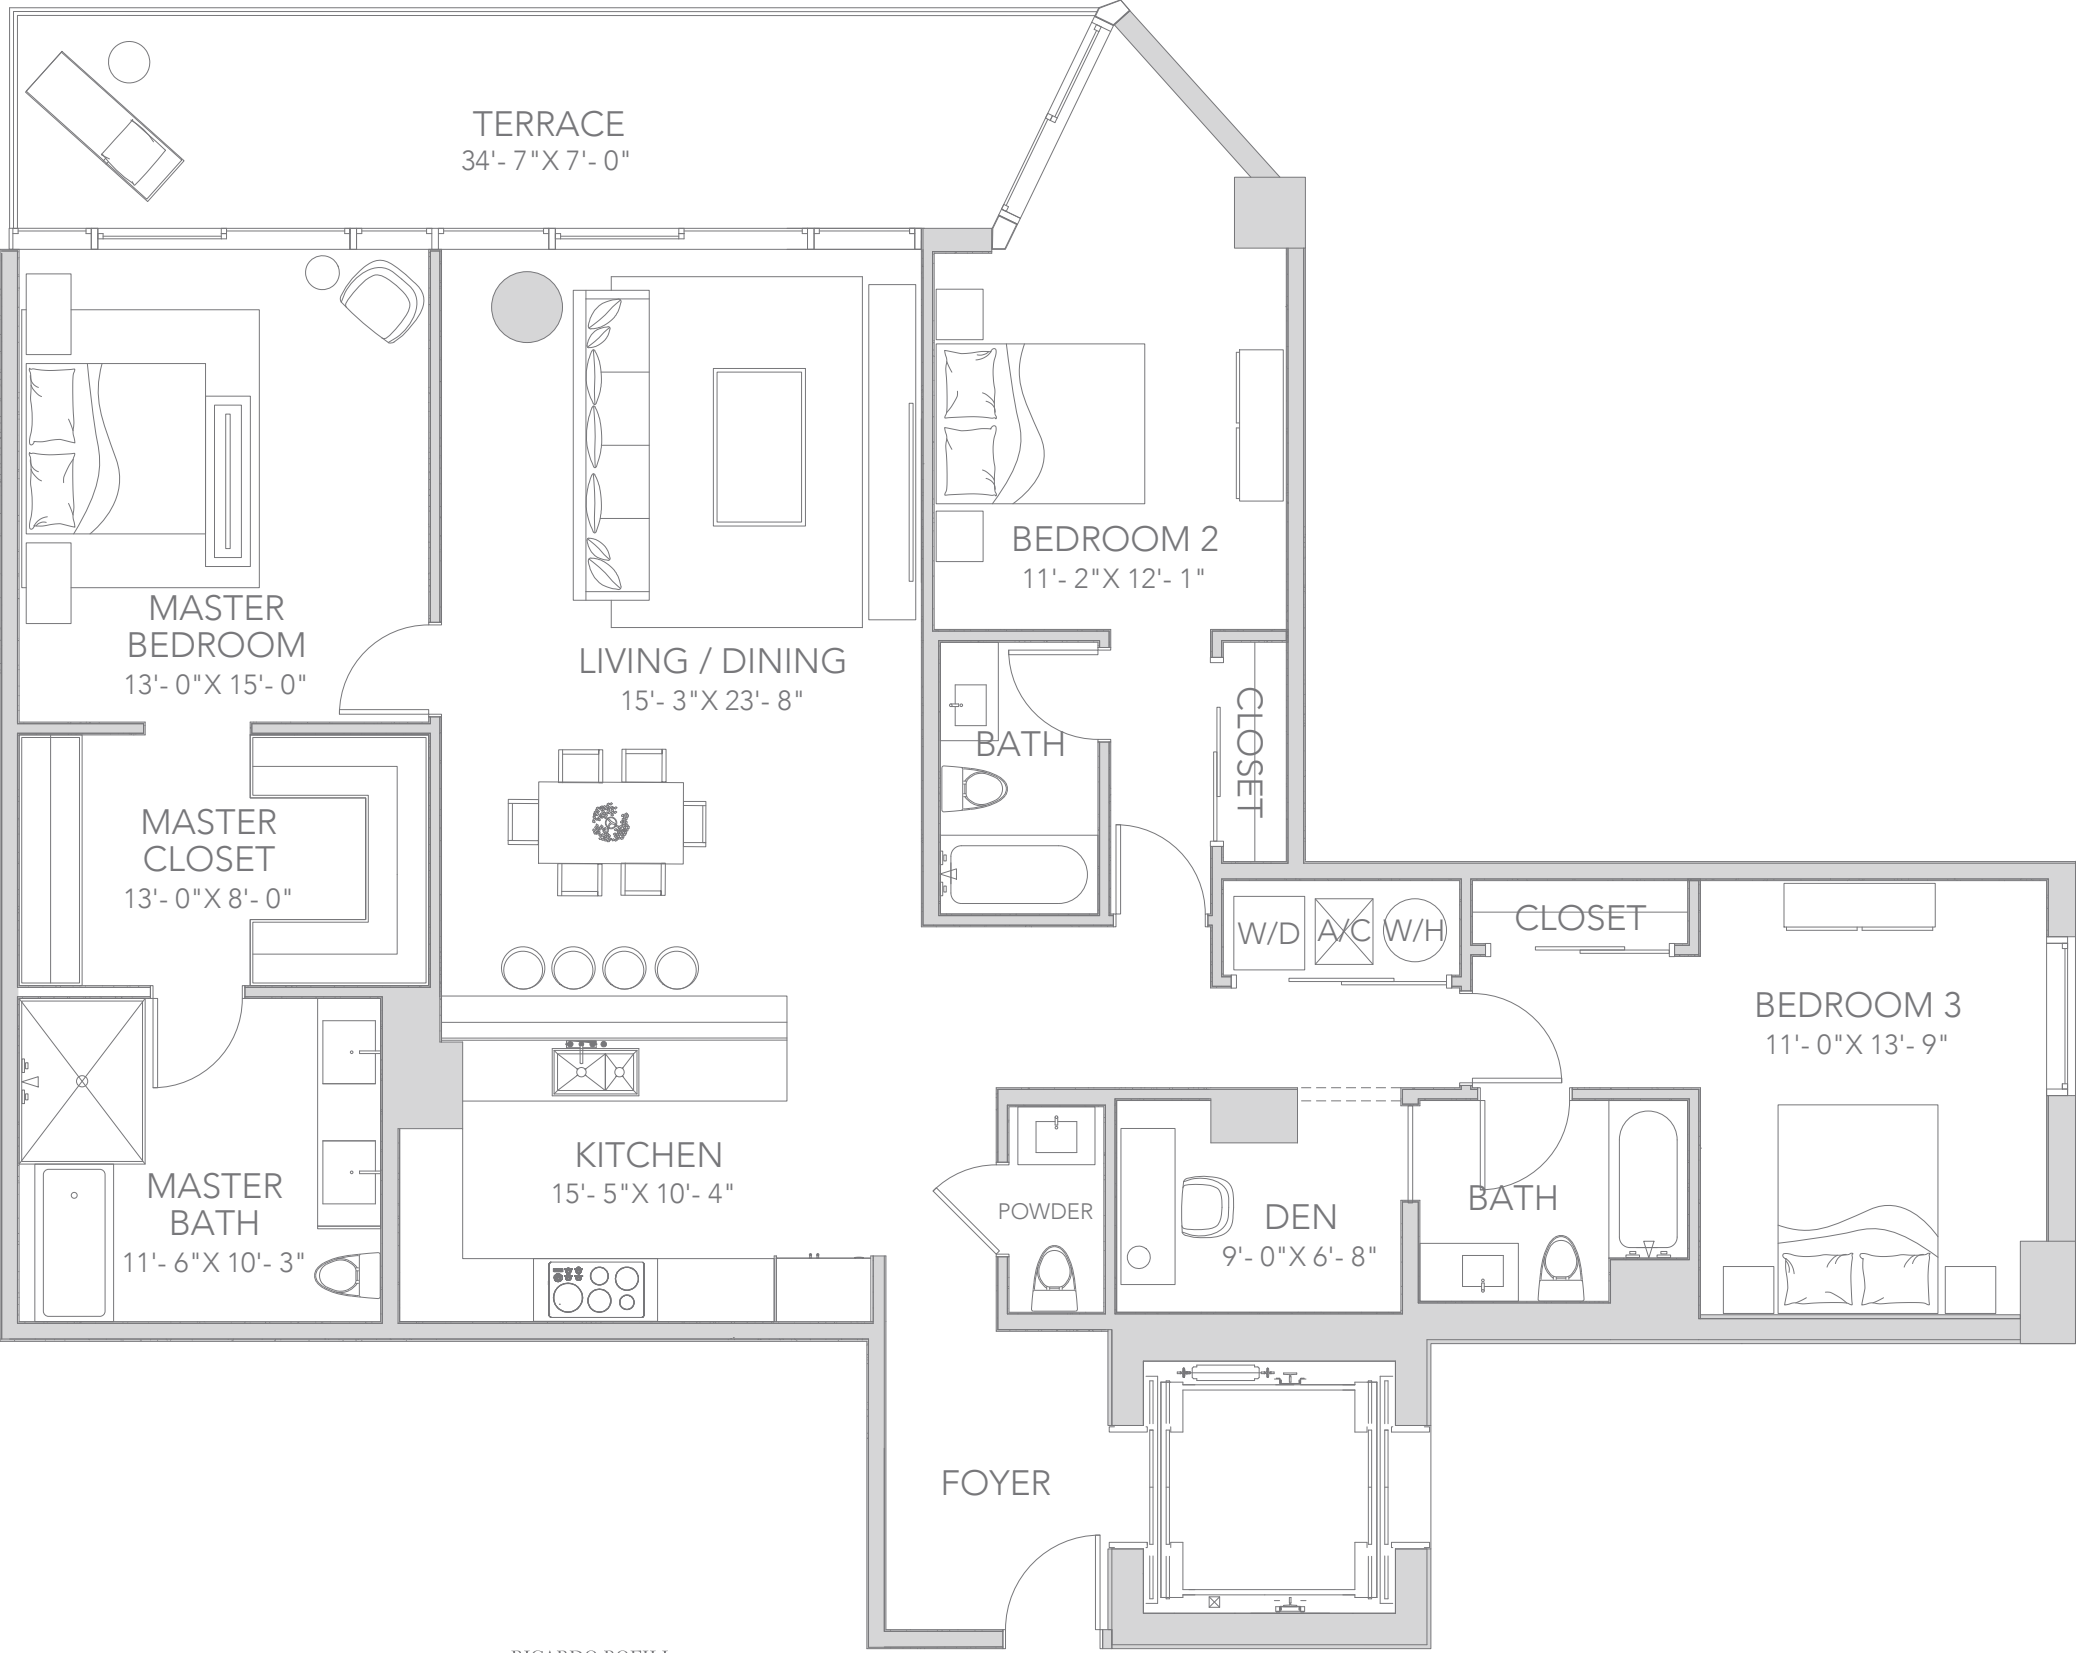 TERRACE
34'- 7"X 7'- 0"
BEDROOM 2
11'- 2"X 12'- 1"
MASTER
BEDROOM
13'- 0"X 15'- 0"
LIVING / DINING
15'- 3"X 23'- 8"
BATH
CLOSET
MASTER
CLOSET
13'- 0"X 8'- 0"
W/D
A/C
W/H
CLOSET
BEDROOM 3
11'- 0"X 13'- 9"
KITCHEN
15'- 5"X 10'- 4"
MASTER
BATH
11'- 6"X 10'- 3"
POWDER
DEN
9'- 0"X 6'- 8"
BATH
FOYER